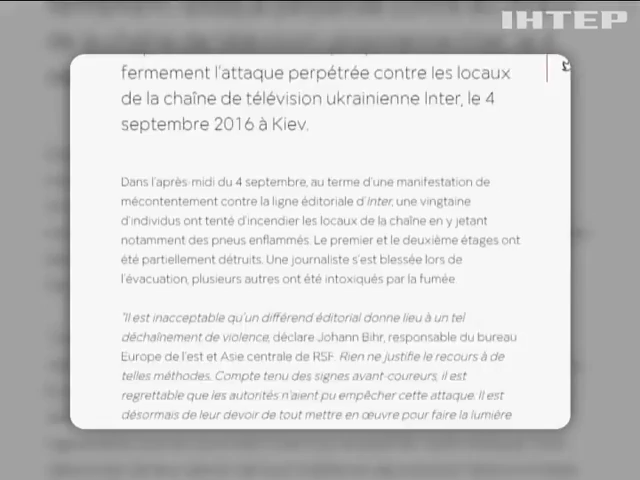 ІНТЕР
fermement l'attaque perpétrée contre les locaux
de la chaîne de télévision ukrainienne Inter, le 4
septembre 2016 à Kiev.
Dans l'après-midi du 4 septembre, au terme d'une manifestation de
mécontentement contre la ligne éditoriale d'Inter, une vingtaine
d'individus ont tenté d'incendier les locaux de la chaîne en y jetant
notamment des pneus enflammés. Le premier et le deuxième étages ont
été partiellement détruits. Une journaliste s'est blessée lors de
l'évacuation, plusieurs autres ont été intoxiqués par la fumée.
"Il est inacceptable qu'un différend éditorial donne lieu à un tel
déchaînement de violence, déclare Johann Bihr, responsable du bureau
Europe de l'est et Asie centrale de RSF. Rien ne justifie le recours à de
telles méthodes. Compte tenu des signes avant-coureurs, il est
regrettable que les autorités n'aient pu empêcher cette attaque. Il est
désormais de leur devoir de tout mettre en œuvre pour faire la lumière